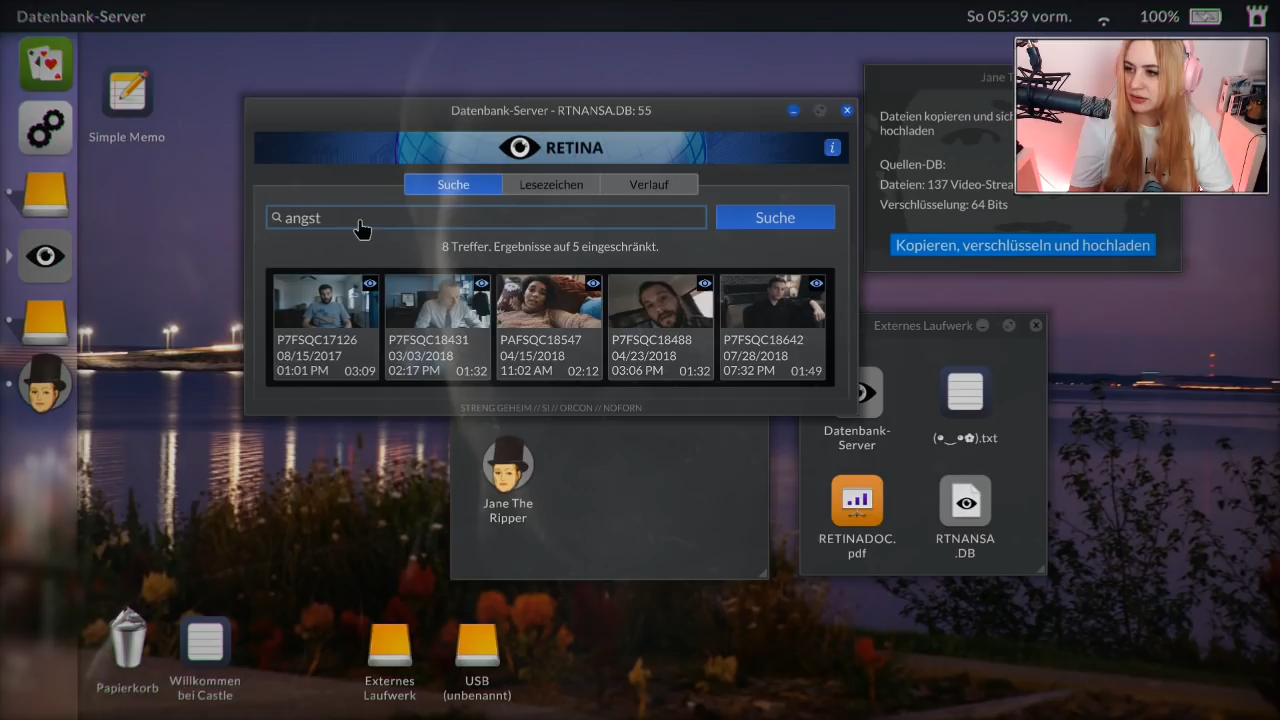 Datenbank-Server
So 05:39 vorm.
100%
Simple Memo
Datenbank-Server - RTNANSA.DB: 55
RETINA
i
Suche
Lesezeichen
Verlauf
angst
Suche
8 Treffer. Ergebnisse auf 5 eingeschränkt.
P7FSQC17126
08/15/2017
01:01 PM 03:09
P7FSQC18431
03/03/2018
02:17 PM 01:32
PAFSQC18547
04/15/2018
11:02 AM 02:12
P7FSQC18488
04/23/2018
03:06 PM 01:32
P7FSQC18642
07/28/2018
07:32 PM 01:49
STRENG GEHEIM // SI // ORCON // NOFORN
Jane T
Dateien kopieren und sich
hochladen
Quellen-DB:
Dateien: 137 Video-Strea
Verschlüsselung: 64 Bits
Kopieren, verschlüsseln und hochladen
Externes Laufwerk
Datenbank-
Server
(◕‿◕✿).txt
RETINADOC.
pdf
RTNANSA
.DB
Jane The
Ripper
Papierkorb
Willkommen
bei Castle
Externes
Laufwerk
USB
(unbenannt)